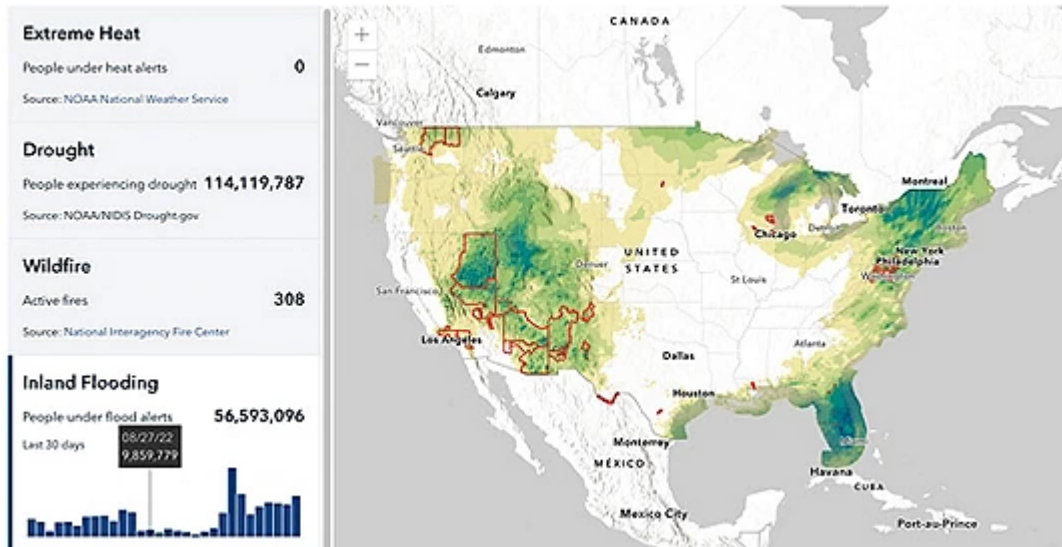 Extreme Heat
People under heat alerts 0
Source: NOAA National Weather Service
Drought
People experiencing drought 114,119,787
Source: NOAA/NIDIS Drought.gov
Wildfire
Active fires 308
Source: National Interagency Fire Center
Inland Flooding
People under flood alerts 56,593,096
Last 30 days
08/27/22
9,859,779
+
−
CANADA
Edmonton
Calgary
Vancouver
Seattle
Montreal
Toronto
Boston
Chicago
Detroit
New York
Philadelphia
Washington
UNITED
STATES
Denver
St Louis
San Francisco
Los Angeles
Atlanta
Dallas
Houston
Monterrey
Miami
MÉXICO
Havana
CUBA
Mexico City
Port-au-Prince